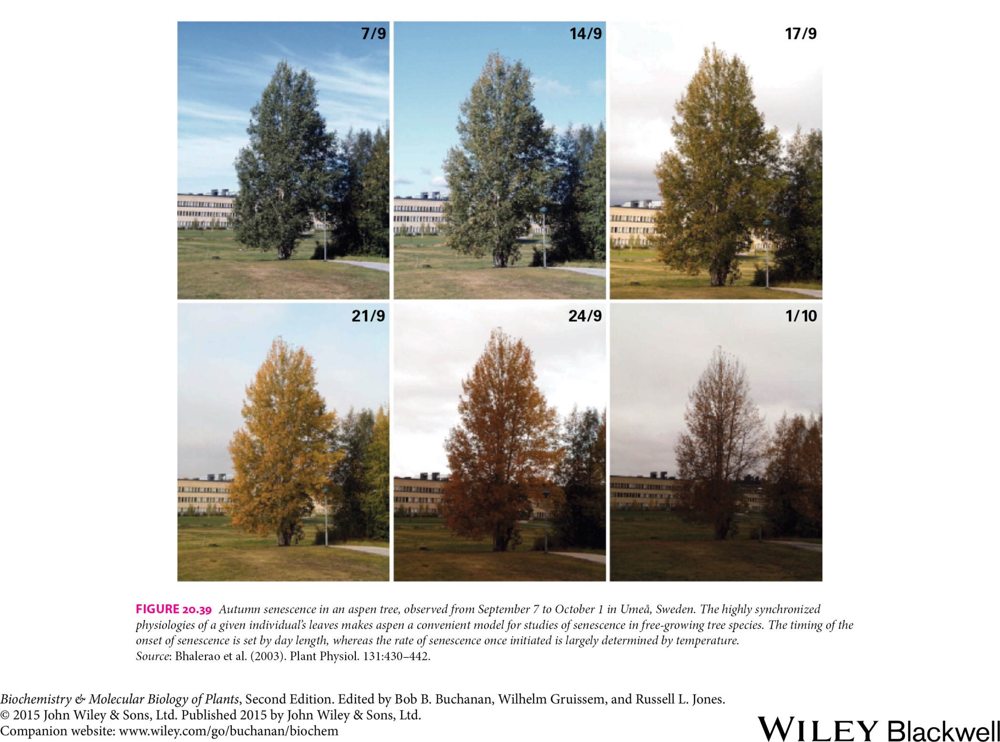 7/9
14/9
17/9
21/9
24/9
1/10
FIGURE 20.39 Autumn senescence in an aspen tree, observed from September 7 to October 1 in Umeå, Sweden. The highly synchronized
physiologies of a given individual's leaves makes aspen a convenient model for studies of senescence in free-growing tree species. The timing of the
onset of senescence is set by day length, whereas the rate of senescence once initiated is largely determined by temperature.
Source: Bhalerao et al. (2003). Plant Physiol. 131:430–442.
Biochemistry & Molecular Biology of Plants, Second Edition. Edited by Bob B. Buchanan, Wilhelm Gruissem, and Russell L. Jones.
© 2015 John Wiley & Sons, Ltd. Published 2015 by John Wiley & Sons, Ltd.
Companion website: www.wiley.com/go/buchanan/biochem
WILEY Blackwell